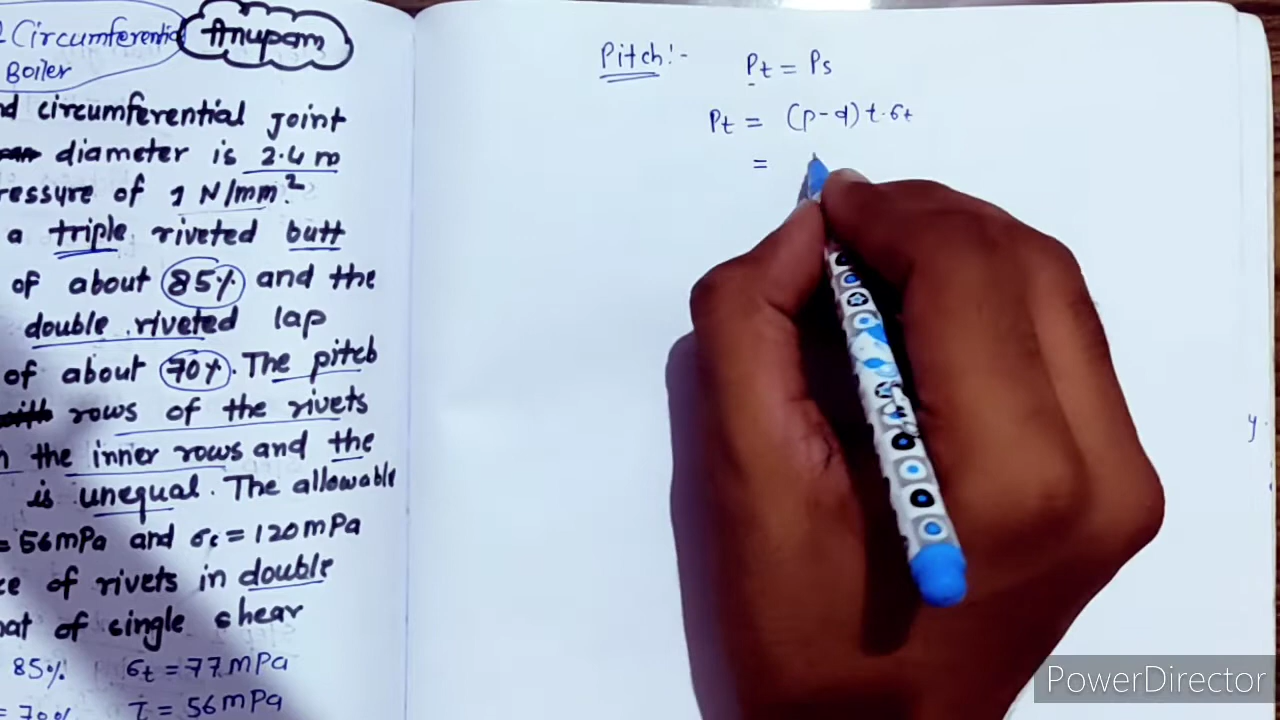 Circumferential
Boiler
Anupam
circumferential joint
diameter is 2.4 m
pressure of 1 N/mm².
a triple riveted butt
of about 85% and the
double riveted lap
of about 70%. The pitch
rows of the rivets
the inner rows and the
is unequal. The allowable
= 56 mPa and σc = 120 mPa
of rivets in double
of single shear
85% σt = 77 MPa
= 70% τ = 56 mPa
Pitch:-
Pt = Ps
Pt = (p-d) t.σt
=
y
PowerDirector